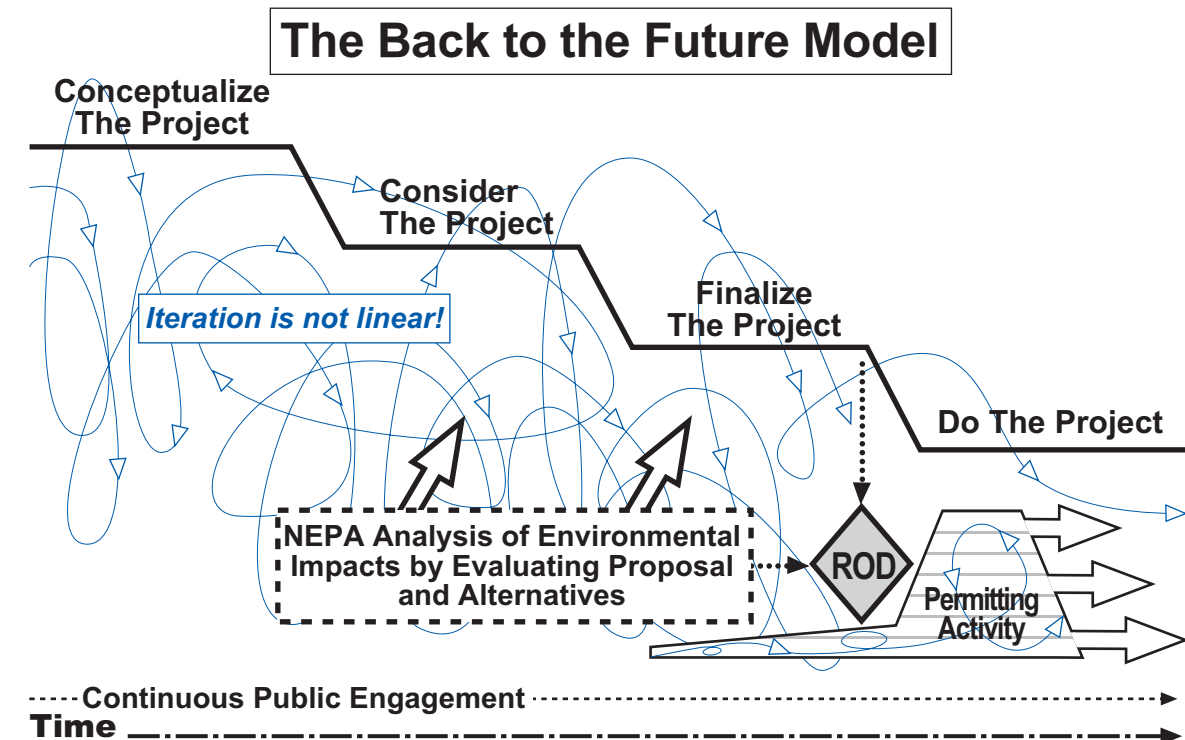 The Back to the Future Model
Conceptualize
The Project
Consider
The Project
Iteration is not linear!
Finalize
The Project
Do The Project
NEPA Analysis of Environmental
Impacts by Evaluating Proposal
and Alternatives
ROD
Permitting
Activity
Continuous Public Engagement
Time